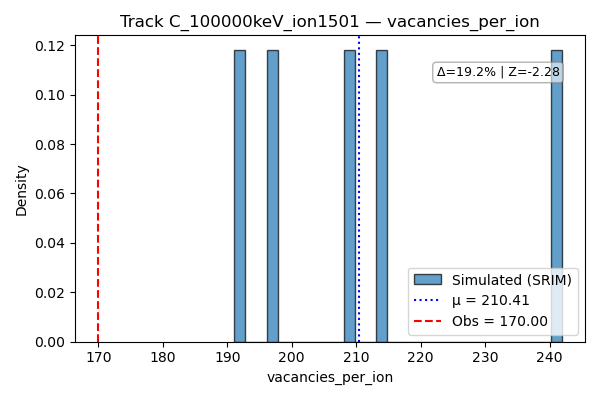 Track C_100000keV_ion1501 — vacancies_per_ion
Density
0.12
0.10
0.08
0.06
0.04
0.02
0.00
Δ=19.2% | Z=-2.28
Simulated (SRIM)
μ = 210.41
Obs = 170.00
170 180 190 200 210 220 230 240
vacancies_per_ion